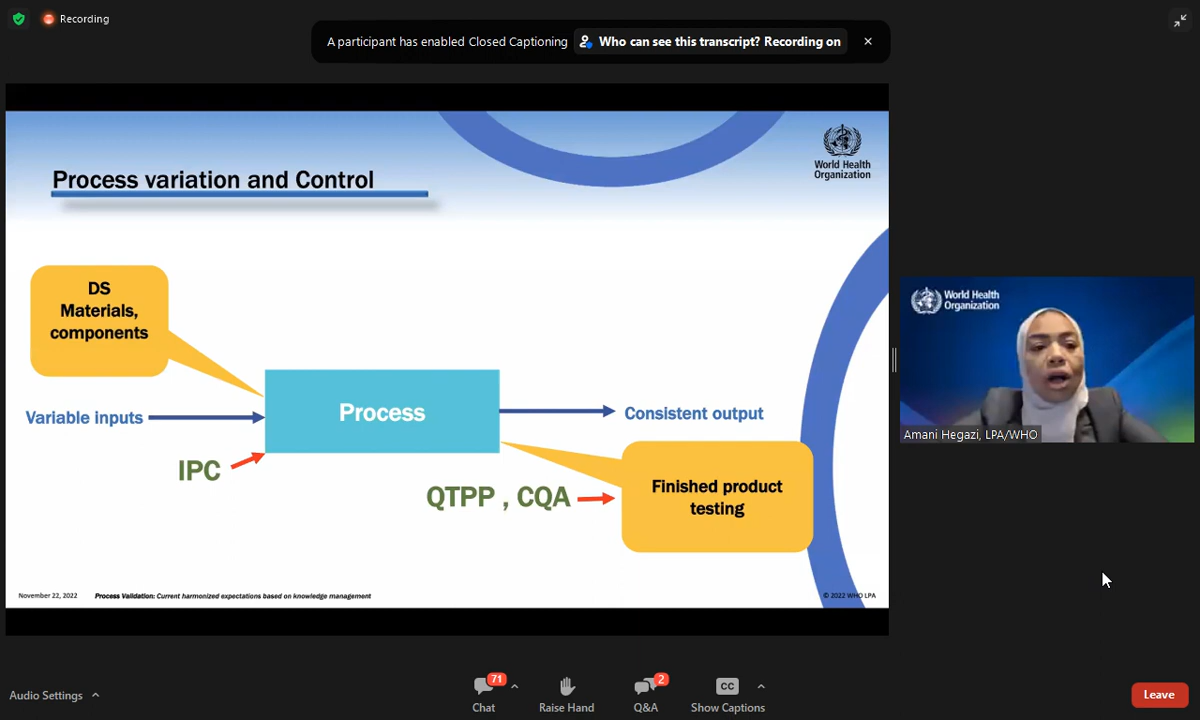 Recording
A participant has enabled Closed Captioning
Who can see this transcript? Recording on
World Health
Organization
Process variation and Control
DS
Materials,
components
Variable inputs
Process
Consistent output
IPC
QTPP , CQA
Finished product
testing
November 22, 2022
Process Validation: Current harmonized expectations based on knowledge management
© 2022 WHO LPA
World Health
Organization
Amani Hegazi, LPA/WHO
Audio Settings
71
Chat
Raise Hand
2
Q&A
CC
Show Captions
Leave